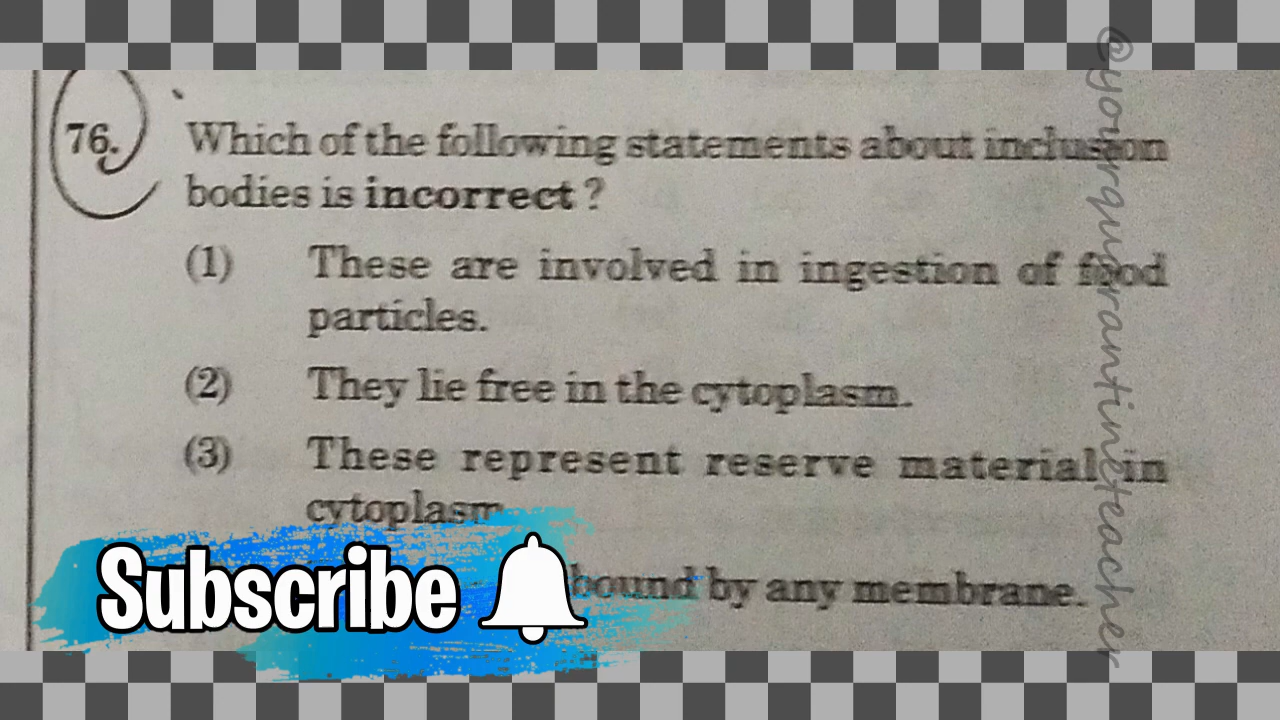 76. Which of the following statements about inclusion
bodies is incorrect ?
(1) These are involved in ingestion of food
particles.
(2) They lie free in the cytoplasm.
(3) These represent reserve material in
cytoplasm
bound by any membrane.
Subscribe
@yourquarantineteacher